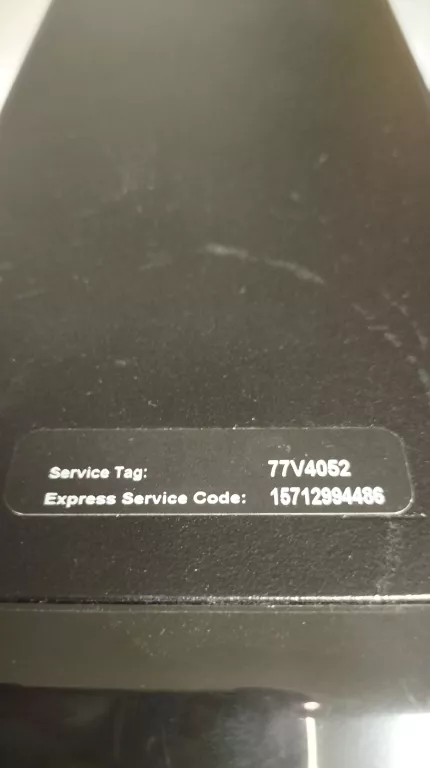 Service Tag: 77V4052
Express Service Code: 15712994486